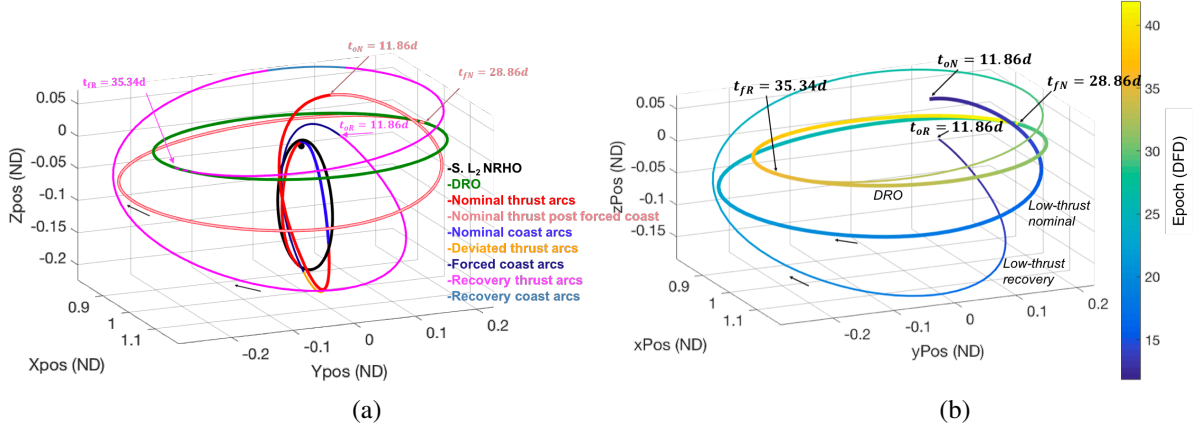 t_oN = 11.86d
t_fN = 28.86d
t_fR = 35.34d
t_oR = 11.86d
0.05
0
-0.05
-0.1
-0.15
-0.2
Zpos (ND)
0.9
1
1.1
Xpos (ND)
-0.2
-0.1
0
0.1
0.2
Ypos (ND)
-S. L₂ NRHO
-DRO
-Nominal thrust arcs
-Nominal thrust post forced coast
-Nominal coast arcs
-Deviated thrust arcs
-Forced coast arcs
-Recovery thrust arcs
-Recovery coast arcs
(a)
t_oN = 11.86d
t_fN = 28.86d
t_fR = 35.34d
t_oR = 11.86d
0.05
0
-0.05
-0.1
-0.15
zPos (ND)
DRO
Low-thrust
nominal
Low-thrust
recovery
0.9
1
1.1
xPos (ND)
-0.2
-0.1
0
0.1
0.2
yPos (ND)
40
35
30
25
20
15
Epoch (DFD)
(b)